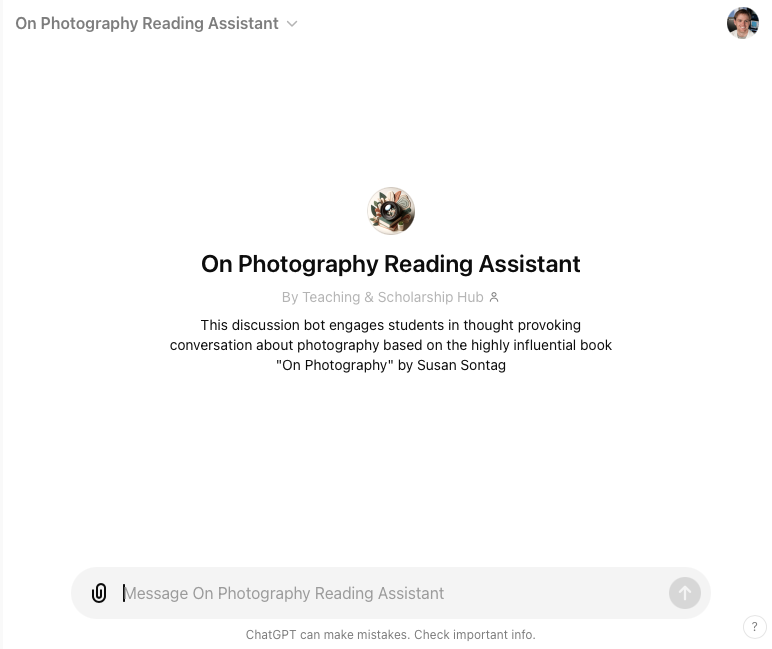 On Photography Reading Assistant
On Photography Reading Assistant
By Teaching & Scholarship Hub
This discussion bot engages students in thought provoking
conversation about photography based on the highly influential book
"On Photography" by Susan Sontag
Message On Photography Reading Assistant
ChatGPT can make mistakes. Check important info.
?